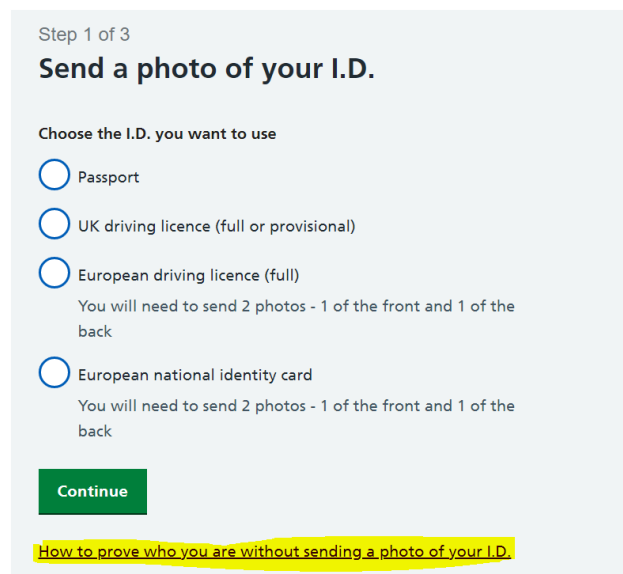 Step 1 of 3
Send a photo of your I.D.
Choose the I.D. you want to use
Passport
UK driving licence (full or provisional)
European driving licence (full)
You will need to send 2 photos - 1 of the front and 1 of the
back
European national identity card
You will need to send 2 photos - 1 of the front and 1 of the
back
Continue
How to prove who you are without sending a photo of your I.D.